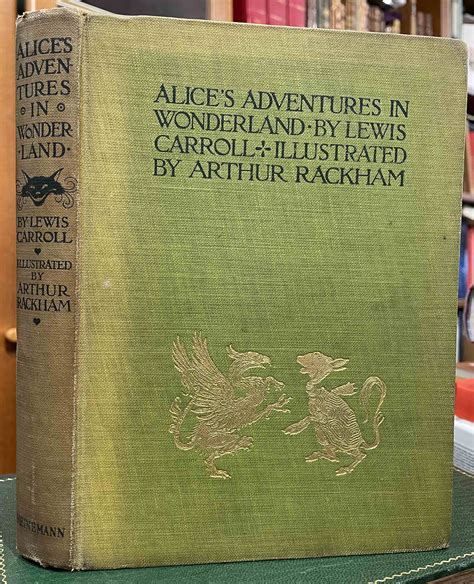 ALICE'S
ADVEN-
TURES
IN
WONDER
-LAND-
BY LEWIS
CARROLL
ILLUSTRATED
BY
ARTHUR
RACKHAM
HEINEMANN
ALICE'S ADVENTURES IN
WONDERLAND·BY LEWIS
CARROLL✢ILLUSTRATED
BY ARTHUR RACKHAM